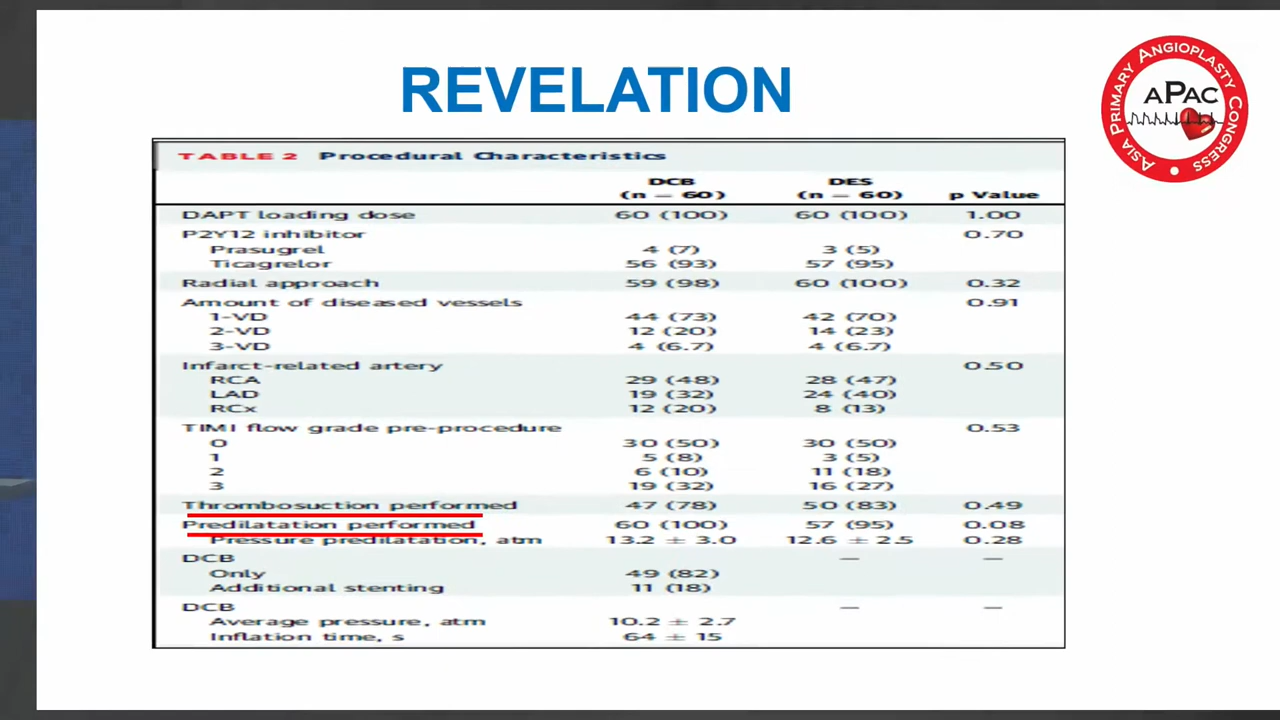 REVELATION
ASIA PRIMARY ANGIOPLASTY CONGRESS
APAC
TABLE 2 Procedural Characteristics
DCB (n = 60) DES (n = 60) p Value
DAPT loading dose 60 (100) 60 (100) 1.00
P2Y12 inhibitor 0.70
Prasugrel 4 (7) 3 (5)
Ticagrelor 56 (93) 57 (95)
Radial approach 59 (98) 60 (100) 0.32
Amount of diseased vessels 0.91
1-VD 44 (73) 42 (70)
2-VD 12 (20) 14 (23)
3-VD 4 (6.7) 4 (6.7)
Infarct-related artery 0.50
RCA 29 (48) 28 (47)
LAD 19 (32) 24 (40)
RCx 12 (20) 8 (13)
TIMI flow grade pre-procedure 0.53
0 30 (50) 30 (50)
1 5 (8) 3 (5)
2 6 (10) 11 (18)
3 19 (32) 16 (27)
Thrombosuction performed 47 (78) 50 (83) 0.49
Predilatation performed 60 (100) 57 (95) 0.08
Pressure predilatation, atm 13.2 ± 3.0 12.6 ± 2.5 0.28
DCB — —
Only 49 (82)
Additional stenting 11 (18)
DCB — —
Average pressure, atm 10.2 ± 2.7
Inflation time, s 64 ± 15